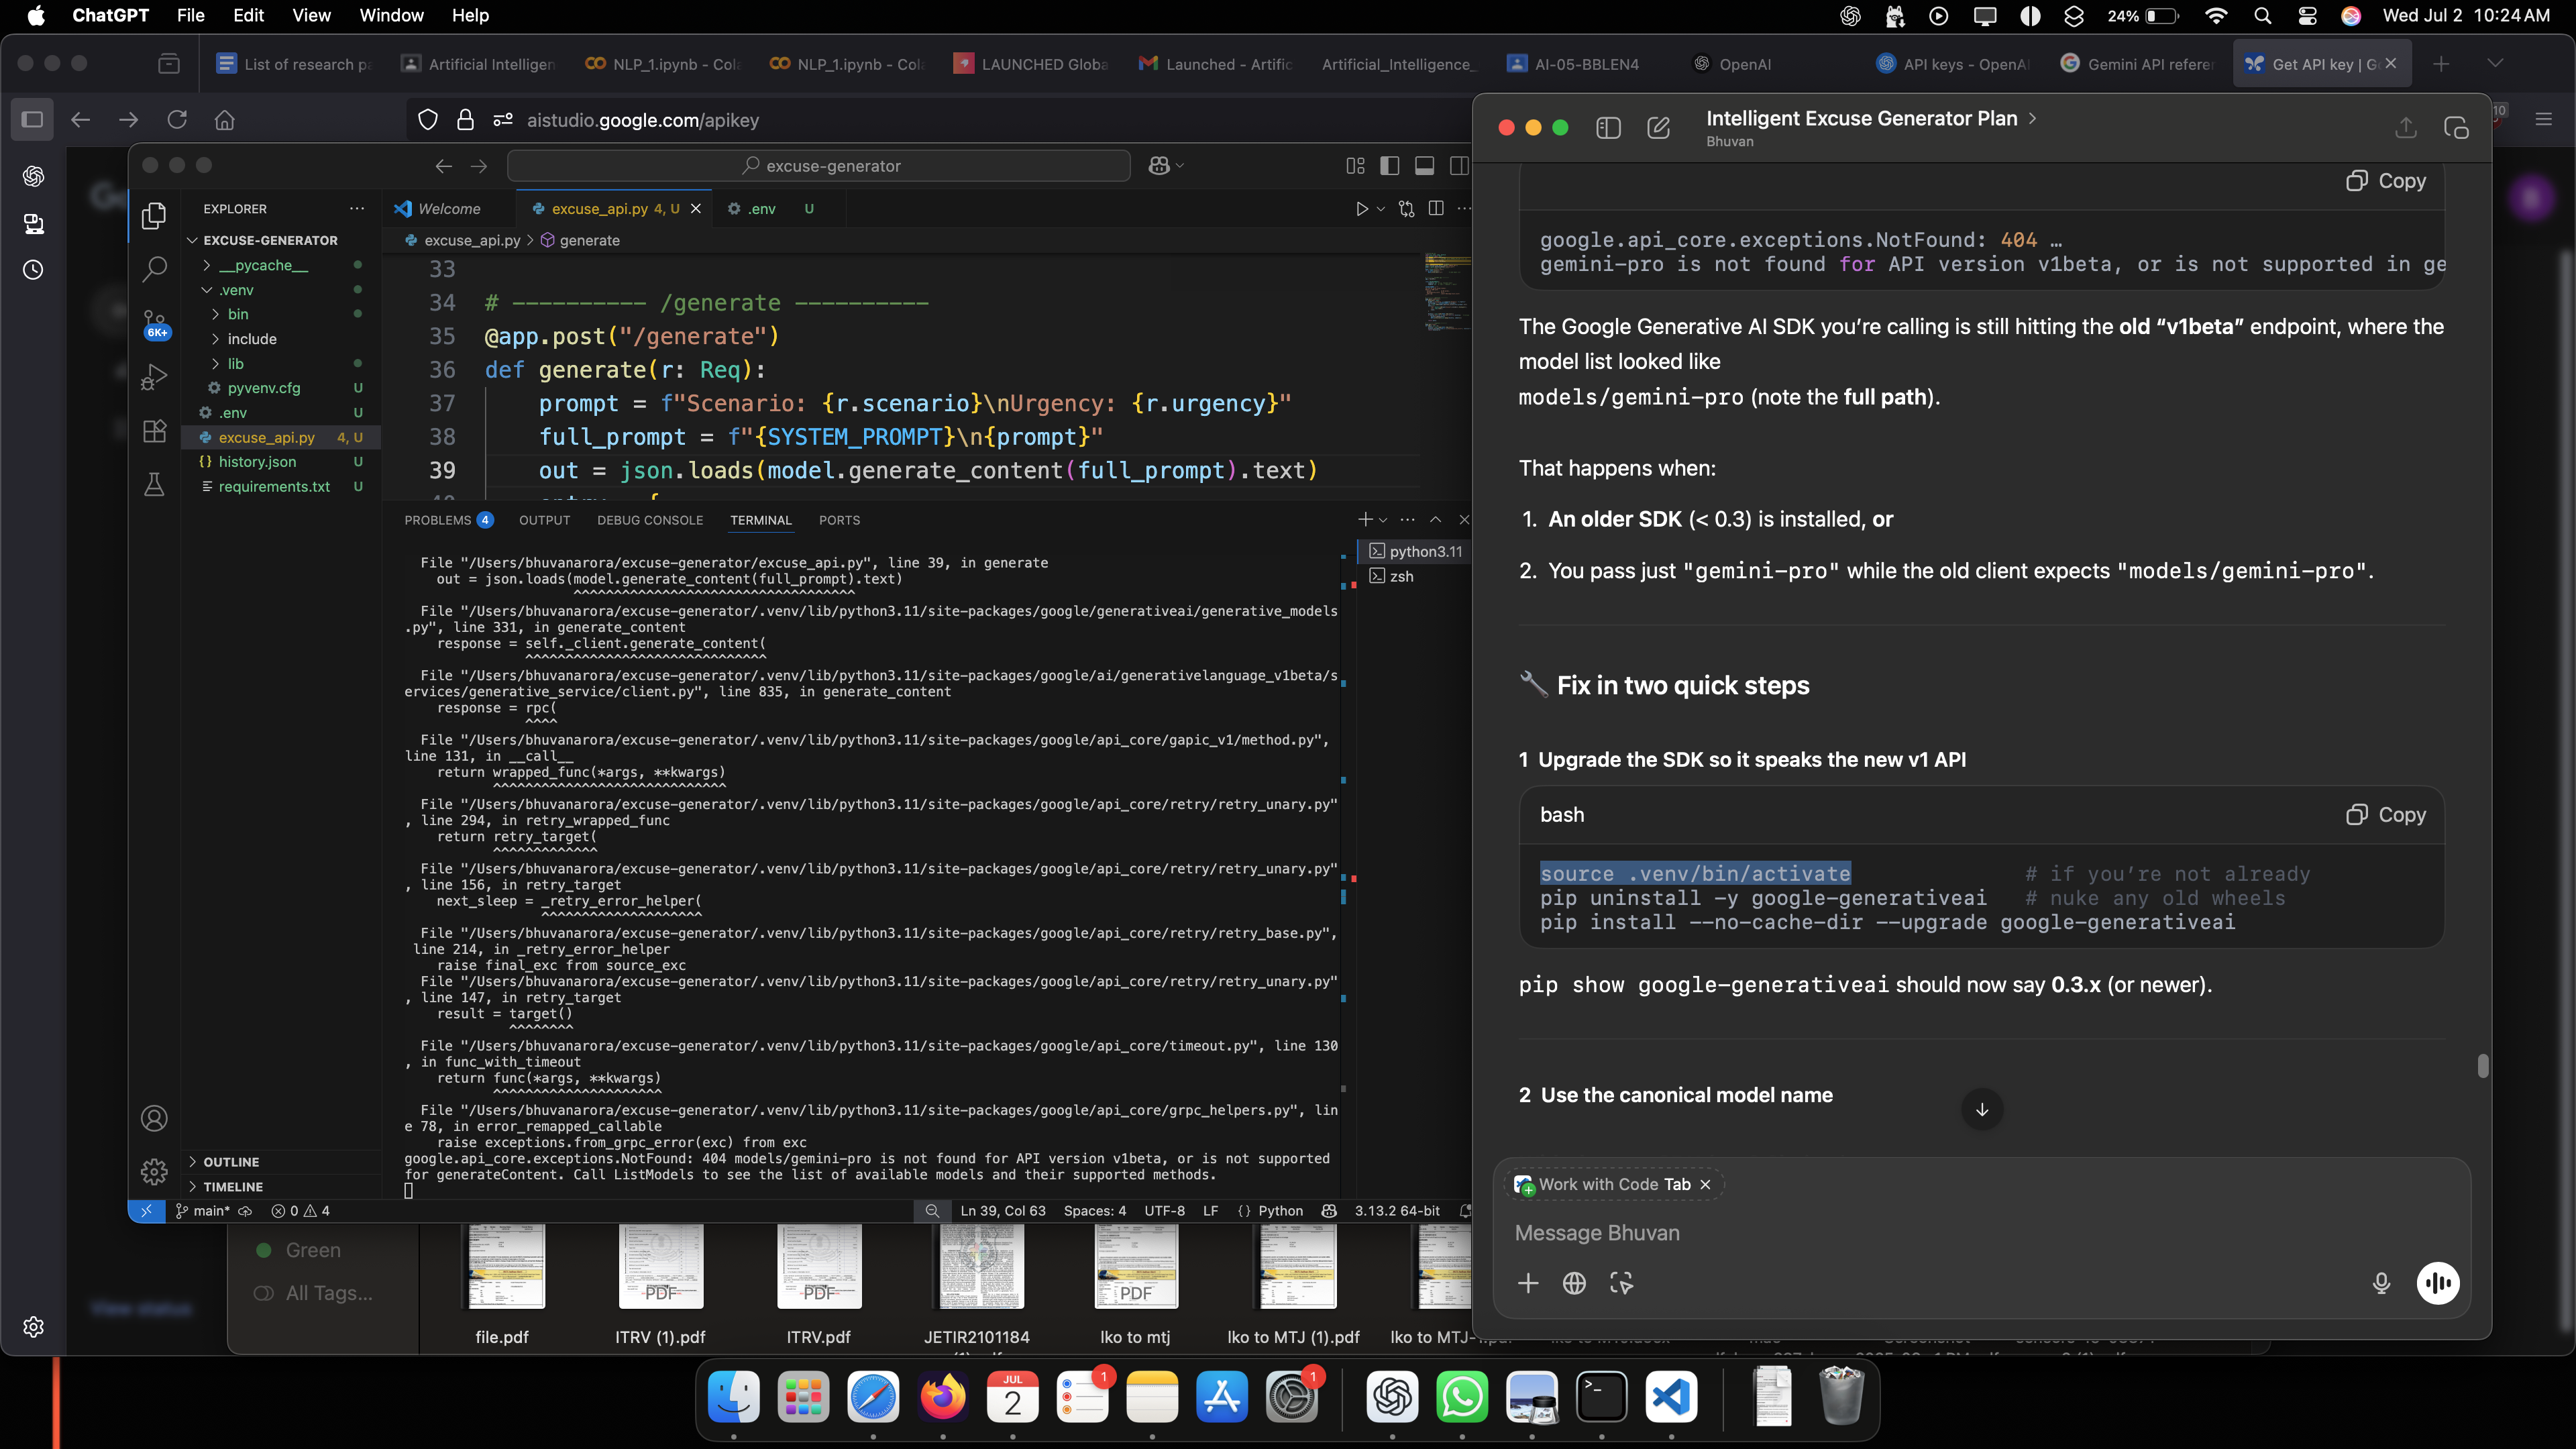 ChatGPT File Edit View Window Help
24% Wed Jul 2 10:24 AM
List of research pa
Artificial Intelligen
NLP_1.ipynb - Cola
NLP_1.ipynb - Cola
LAUNCHED Globa
Launched - Artific
Artificial_Intelligence_
AI-05-BBLEN4
OpenAI
API keys - OpenAI
Gemini API referen
Get API key | G
aistudio.google.com/apikey
excuse-generator
EXPLORER
EXCUSE-GENERATOR
__pycache__
.venv
bin
include
lib
pyvenv.cfg U
.env U
excuse_api.py 4, U
history.json U
requirements.txt U
6K+
OUTLINE
TIMELINE
Welcome
excuse_api.py 4, U
.env U
excuse_api.py > generate
33
34 # ---------- /generate ----------
35 @app.post("/generate")
36 def generate(r: Req):
37 prompt = f"Scenario: {r.scenario}\nUrgency: {r.urgency}"
38 full_prompt = f"{SYSTEM_PROMPT}\n{prompt}"
39 out = json.loads(model.generate_content(full_prompt).text)
PROBLEMS 4 OUTPUT DEBUG CONSOLE TERMINAL PORTS
python3.11
zsh
File "/Users/bhuvanarora/excuse-generator/excuse_api.py", line 39, in generate
out = json.loads(model.generate_content(full_prompt).text)
^^^^^^^^^^^^^^^^^^^^^^^^^^^^^^^^^^^
File "/Users/bhuvanarora/excuse-generator/.venv/lib/python3.11/site-packages/google/generativeai/generative_models
.py", line 331, in generate_content
response = self._client.generate_content(
^^^^^^^^^^^^^^^^^^^^^^^^^^^^^^
File "/Users/bhuvanarora/excuse-generator/.venv/lib/python3.11/site-packages/google/ai/generativelanguage_v1beta/s
ervices/generative_service/client.py", line 835, in generate_content
response = rpc(
^^^^
File "/Users/bhuvanarora/excuse-generator/.venv/lib/python3.11/site-packages/google/api_core/gapic_v1/method.py",
line 131, in __call__
return wrapped_func(*args, **kwargs)
^^^^^^^^^^^^^^^^^^^^^^^^^^^^^
File "/Users/bhuvanarora/excuse-generator/.venv/lib/python3.11/site-packages/google/api_core/retry/retry_unary.py"
, line 294, in retry_wrapped_func
return retry_target(
^^^^^^^^^^^^^
File "/Users/bhuvanarora/excuse-generator/.venv/lib/python3.11/site-packages/google/api_core/retry/retry_unary.py"
, line 156, in retry_target
next_sleep = _retry_error_helper(
^^^^^^^^^^^^^^^^^^^^
File "/Users/bhuvanarora/excuse-generator/.venv/lib/python3.11/site-packages/google/api_core/retry/retry_base.py",
line 214, in _retry_error_helper
raise final_exc from source_exc
File "/Users/bhuvanarora/excuse-generator/.venv/lib/python3.11/site-packages/google/api_core/retry/retry_unary.py"
, line 147, in retry_target
result = target()
^^^^^^^^
File "/Users/bhuvanarora/excuse-generator/.venv/lib/python3.11/site-packages/google/api_core/timeout.py", line 130
, in func_with_timeout
return func(*args, **kwargs)
^^^^^^^^^^^^^^^^^^^^^
File "/Users/bhuvanarora/excuse-generator/.venv/lib/python3.11/site-packages/google/api_core/grpc_helpers.py", lin
e 78, in error_remapped_callable
raise exceptions.from_grpc_error(exc) from exc
google.api_core.exceptions.NotFound: 404 models/gemini-pro is not found for API version v1beta, or is not supported
for generateContent. Call ListModels to see the list of available models and their supported methods.
main* 0 4 Ln 39, Col 63 Spaces: 4 UTF-8 LF {} Python 3.13.2 64-bit
Intelligent Excuse Generator Plan >
Bhuvan
Copy
google.api_core.exceptions.NotFound: 404 …
gemini-pro is not found for API version v1beta, or is not supported in ge
The Google Generative AI SDK you’re calling is still hitting the old “v1beta” endpoint, where the
model list looked like
models/gemini-pro (note the full path).
That happens when:
1. An older SDK (< 0.3) is installed, or
2. You pass just "gemini-pro" while the old client expects "models/gemini-pro".
🔧 Fix in two quick steps
1 Upgrade the SDK so it speaks the new v1 API
bash Copy
source .venv/bin/activate # if you’re not already
pip uninstall -y google-generativeai # nuke any old wheels
pip install --no-cache-dir --upgrade google-generativeai
pip show google-generativeai should now say 0.3.x (or newer).
2 Use the canonical model name
Work with Code Tab
Message Bhuvan
Green
All Tags...
View status
PDF
PDF
PDF
file.pdf
ITRV (1).pdf
ITRV.pdf
JETIR2101184
lko to mtj
lko to MTJ (1).pdf
JUL
2
1
1